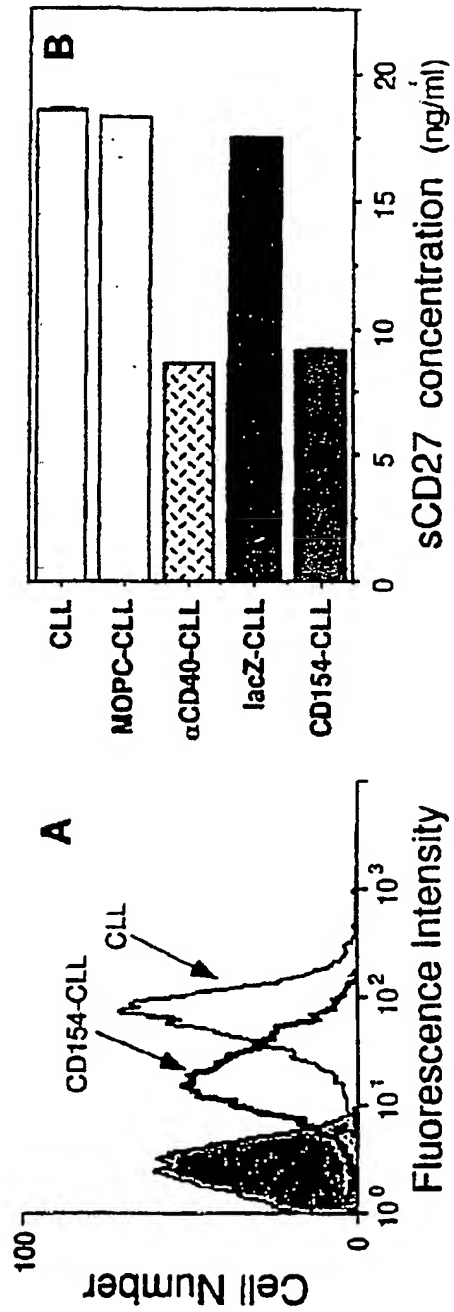 A
100
0
Cell Number
CD154-CLL
CLL
10⁰
10¹
10²
10³
Fluorescence Intensity
B
CLL
MOPC-CLL
αCD40-CLL
lacZ-CLL
CD154-CLL
0
5
10
15
20
sCD27 concentration (ng/ml)